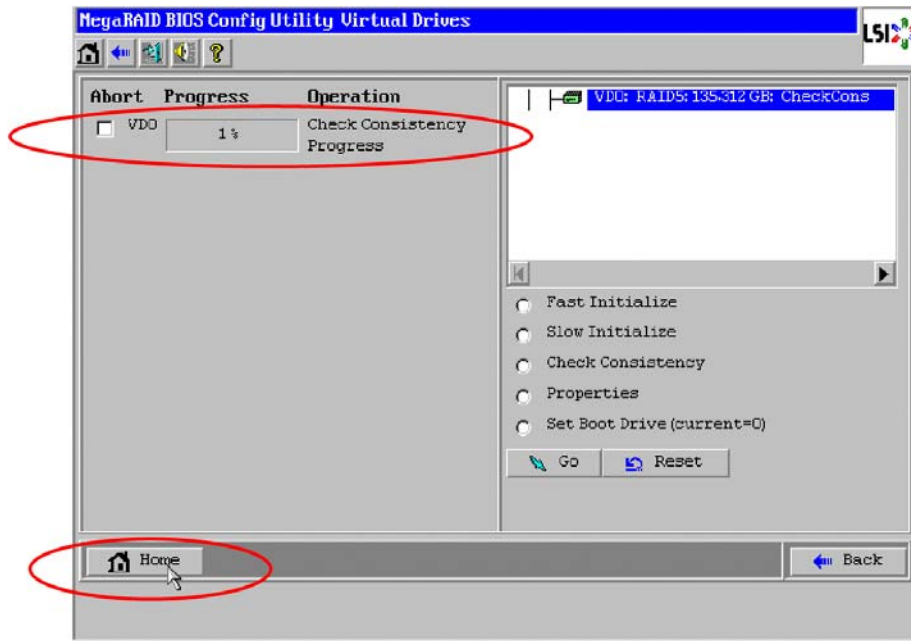 MegaRAID BIOS Config Utility Virtual Drives
LSI
Abort Progress Operation
VD0 1% Check Consistency
Progress
VD0: RAID5: 135.312 GB: CheckCons
Fast Initialize
Slow Initialize
Check Consistency
Properties
Set Boot Drive (current=0)
Go Reset
Home Back